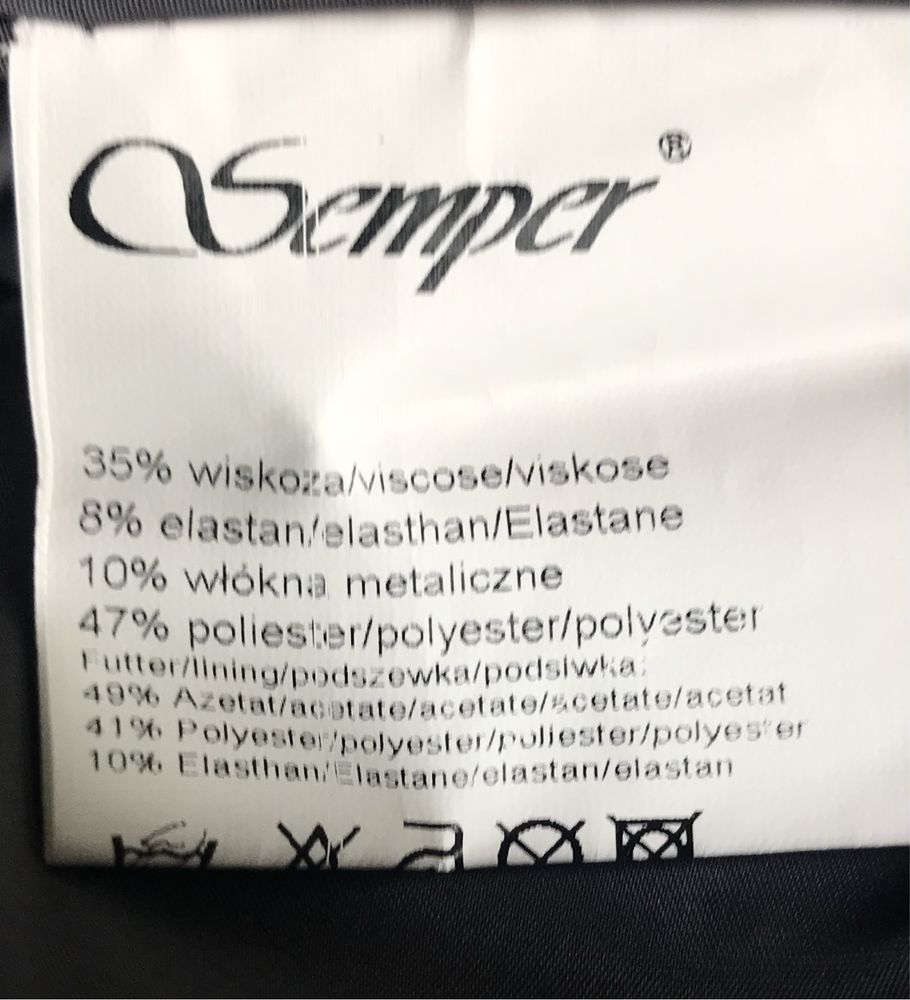 Semper®
35% wiskoza/viscose/viskose
8% elastan/elasthan/Elastane
10% włókna metaliczne
47% poliester/polyester/polyester
Futter/lining/podszewka/podsiwka:
49% Azetat/acetate/acetate/acetate/acetat
41% Polyester/polyester/poliester/polyester
10% Elasthan/Elastane/elastan/elastan